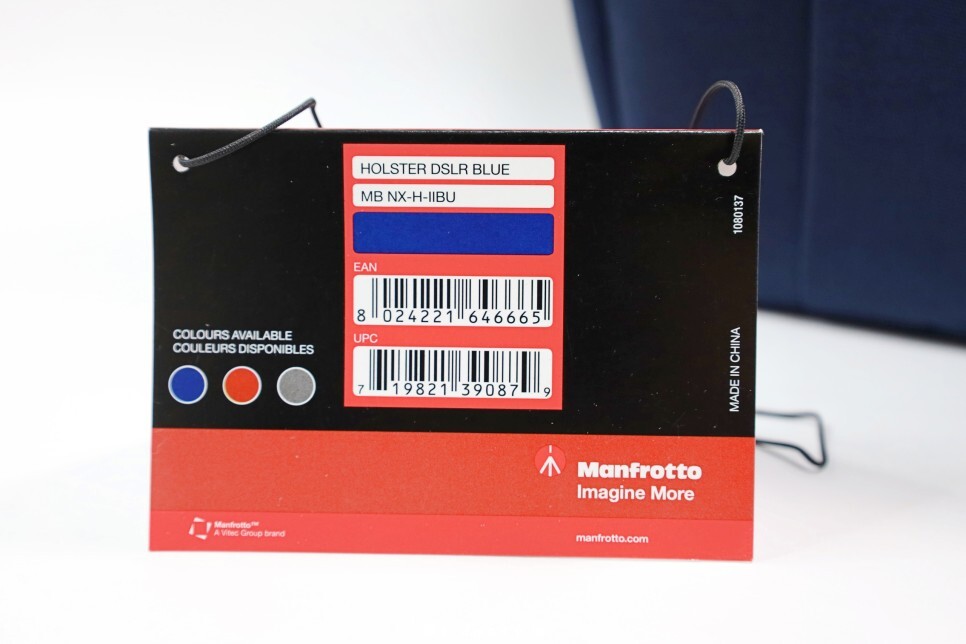 HOLSTER DSLR BLUE
MB NX-H-IIBU
EAN
8 024221 646665
UPC
7 19821 39087 9
COLOURS AVAILABLE
COULEURS DISPONIBLES
1080137
MADE IN CHINA
Manfrotto
Imagine More
Manfrotto™
A Vitec Group brand
manfrotto.com